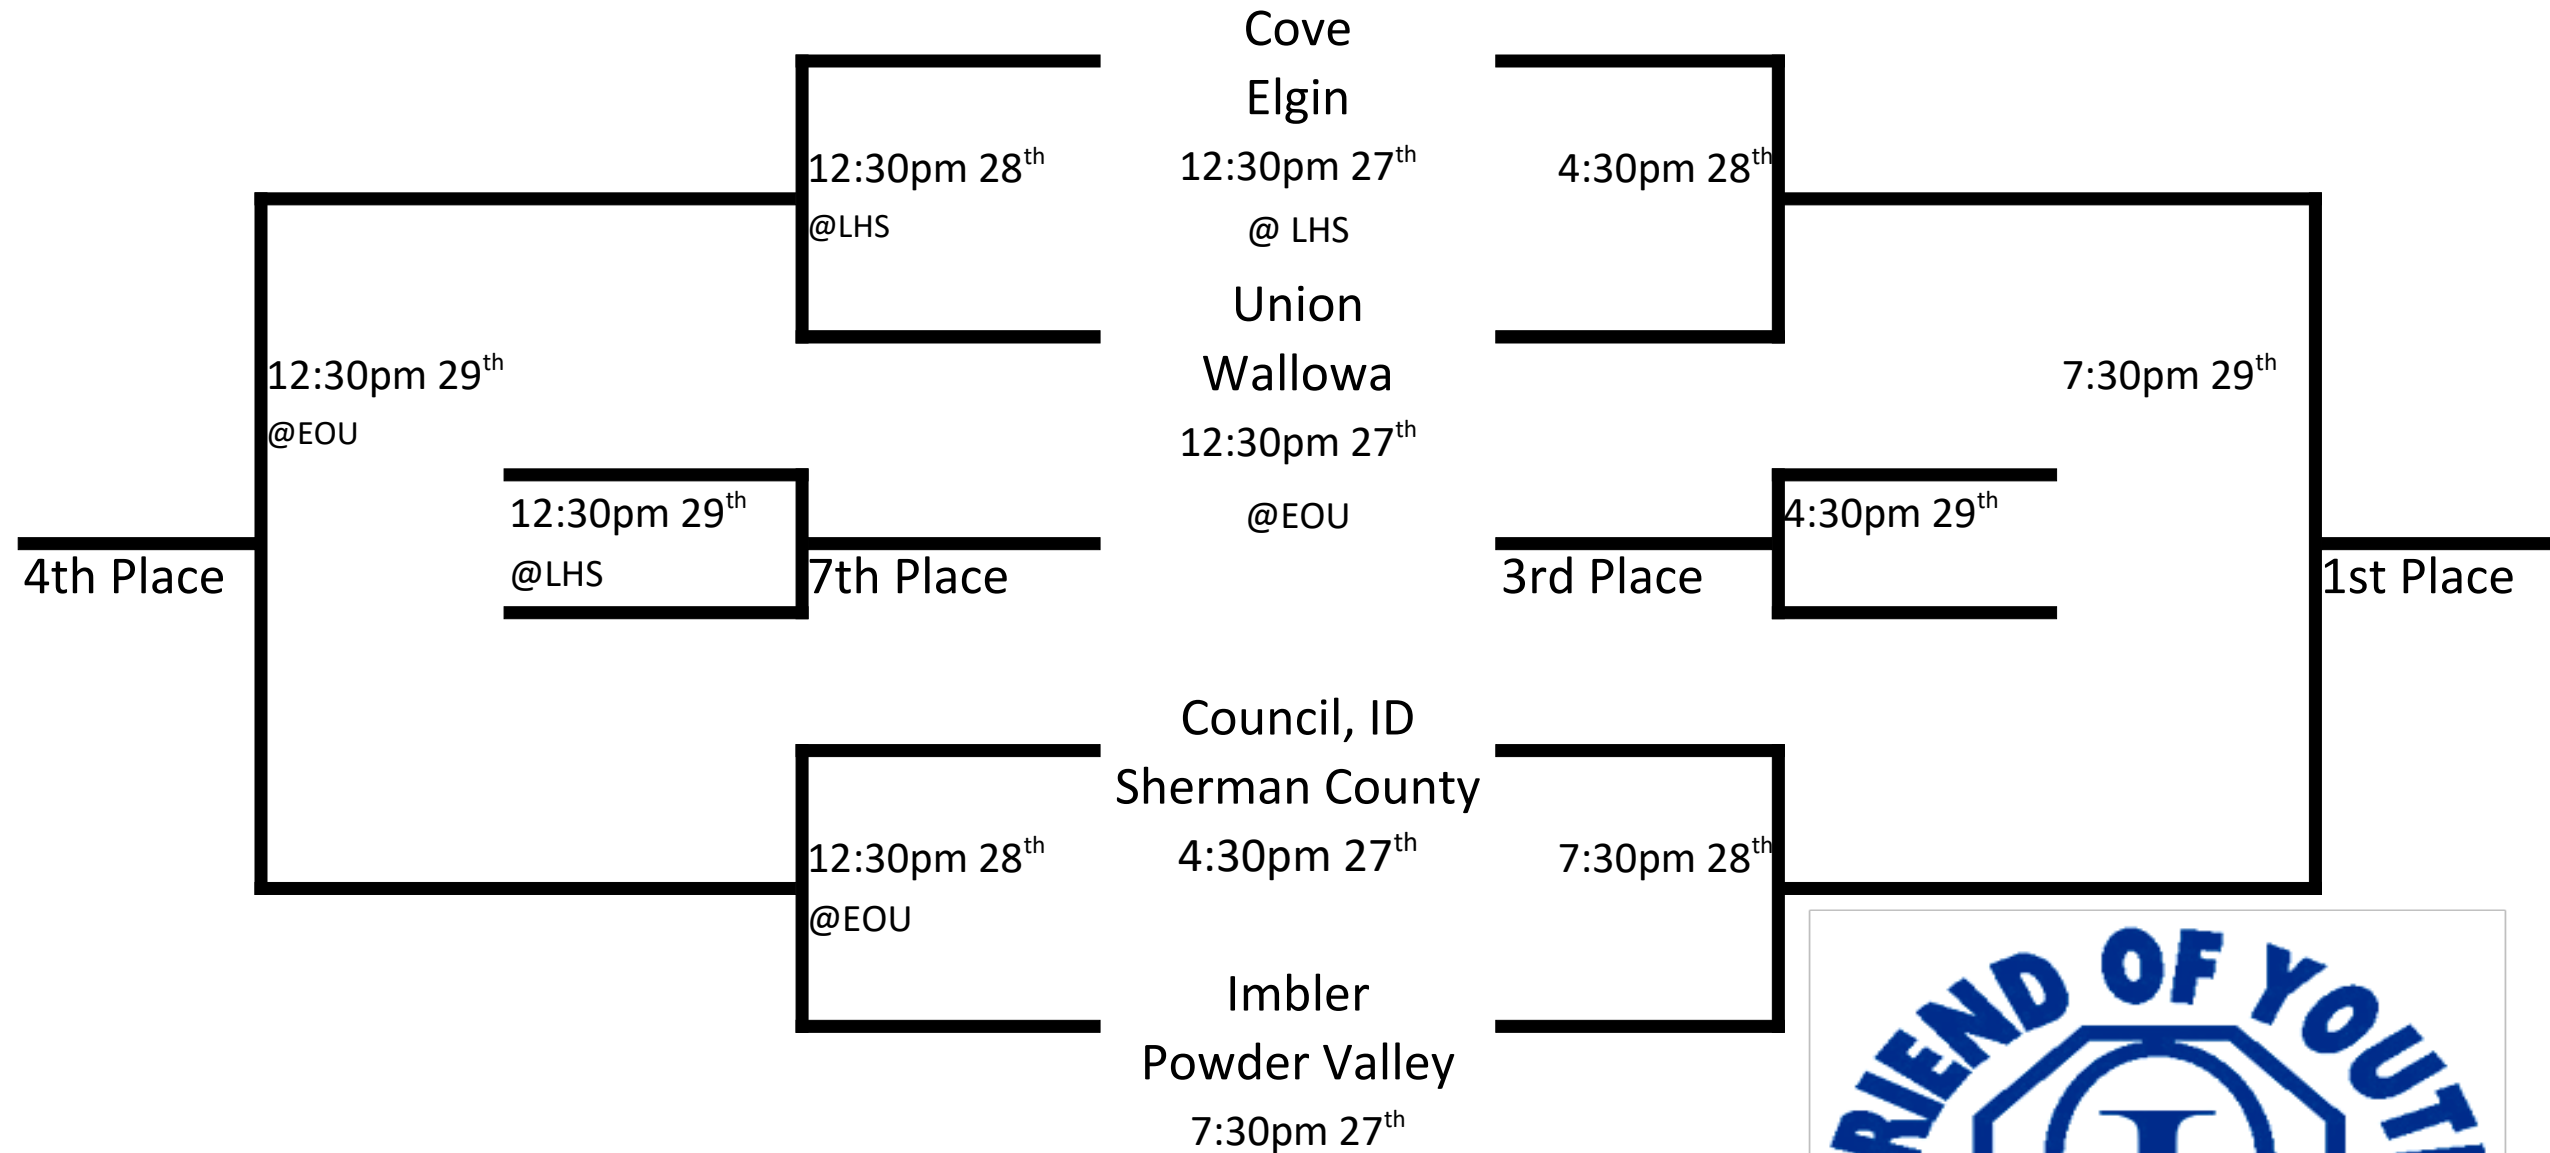 Cove
Elgin
12:30pm 28th
12:30pm 27th
4:30pm 28th
@LHS
@ LHS
Union
Wallowa
12:30pm 29th
7:30pm 29th
@EOU
12:30pm 27th
12:30pm 29th
@EOU
4:30pm 29th
@LHS
4th Place
7th Place
3rd Place
1st Place
Council, ID
Sherman County
12:30pm 28th
4:30pm 27th
7:30pm 28th
@EOU
Imbler
Powder Valley
7:30pm 27th
RIEND OF YOUT